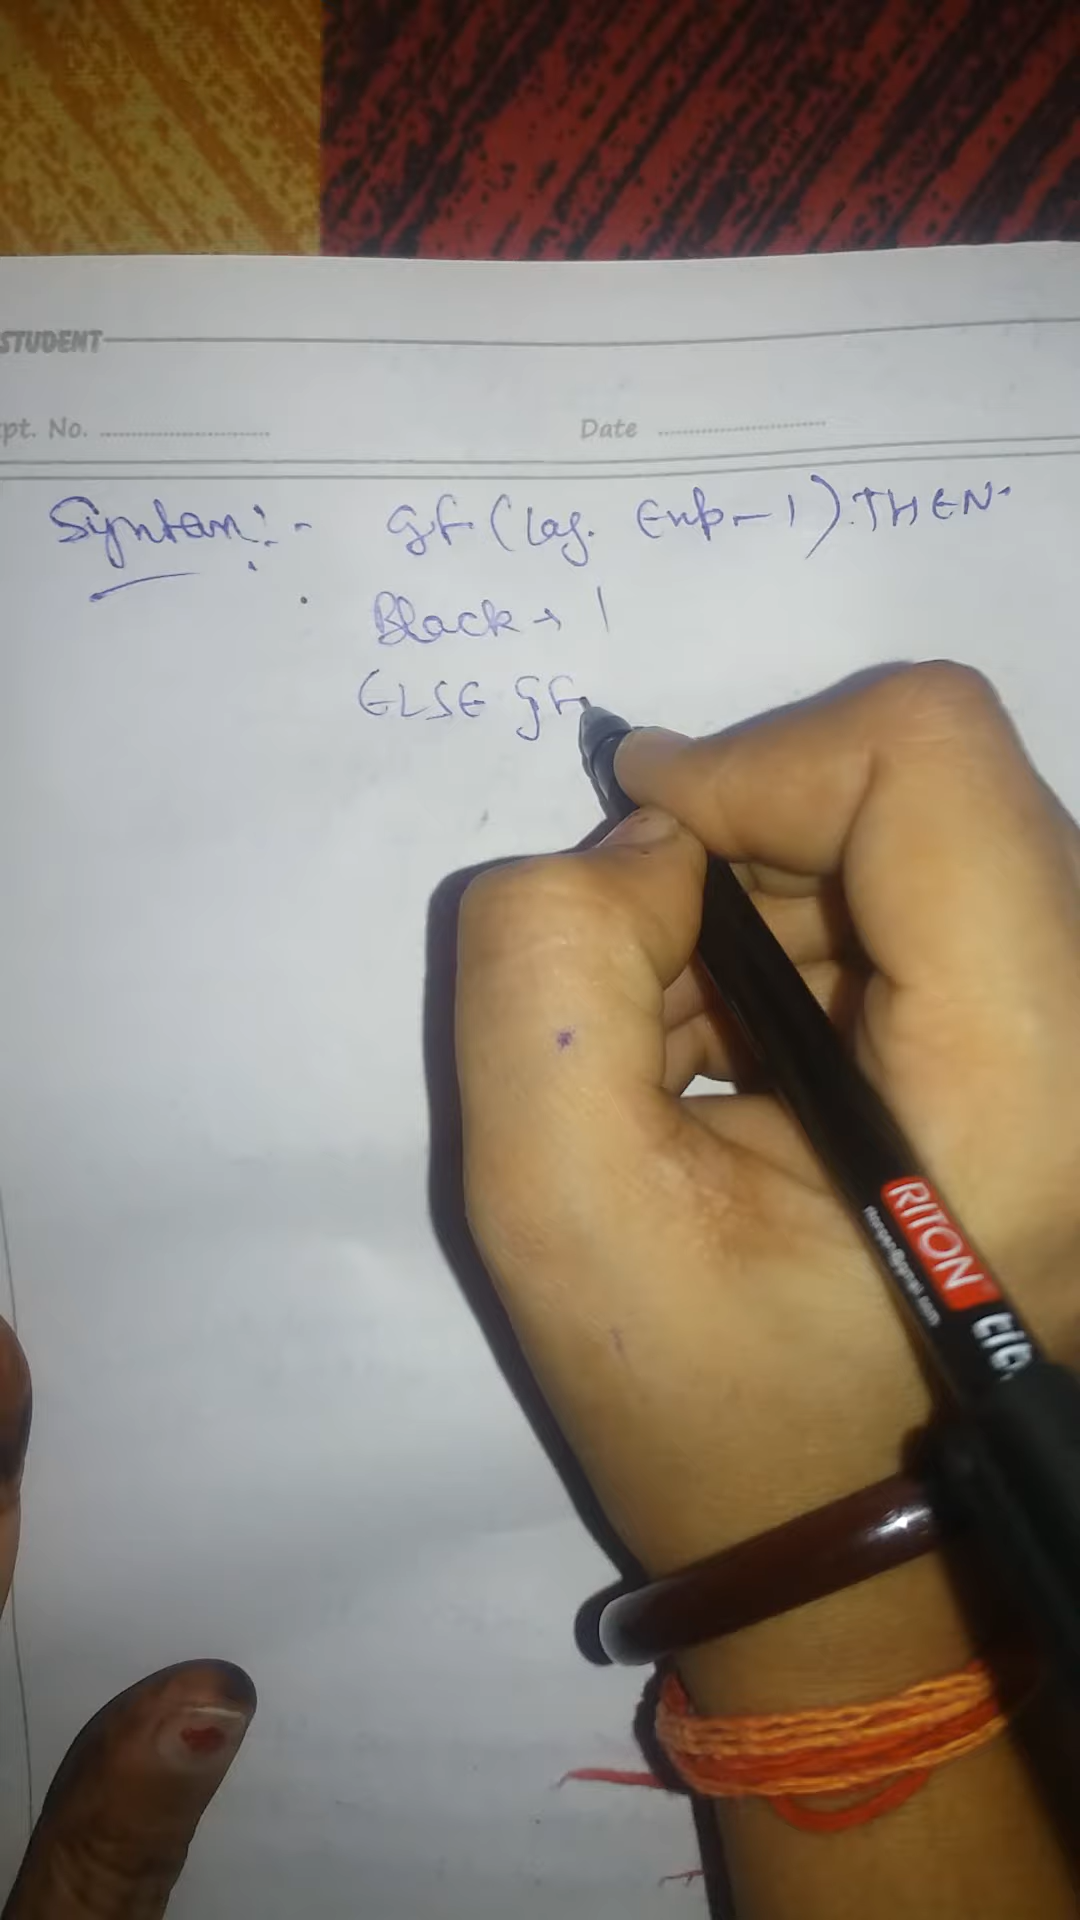 STUDENT
pt. No. ........................ Date ........................
Syntax:- If (Log. Exp-1) THEN
Block → 1
ELSE IF
RITON